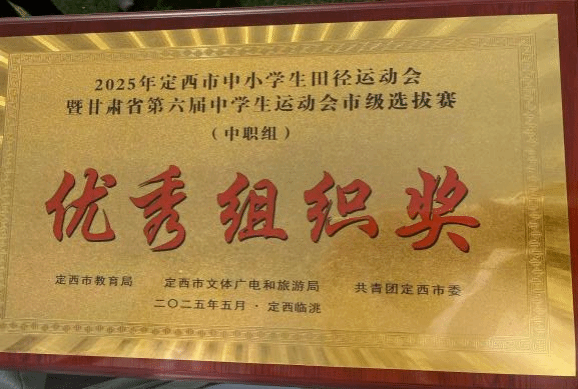 2025年定西市中小学生田径运动会
暨甘肃省第六届中学生运动会市级选拔赛
（中职组）
优秀组织奖
定西市教育局 定西市文体广电和旅游局 共青团定西市委
二〇二五年五月·定西临洮